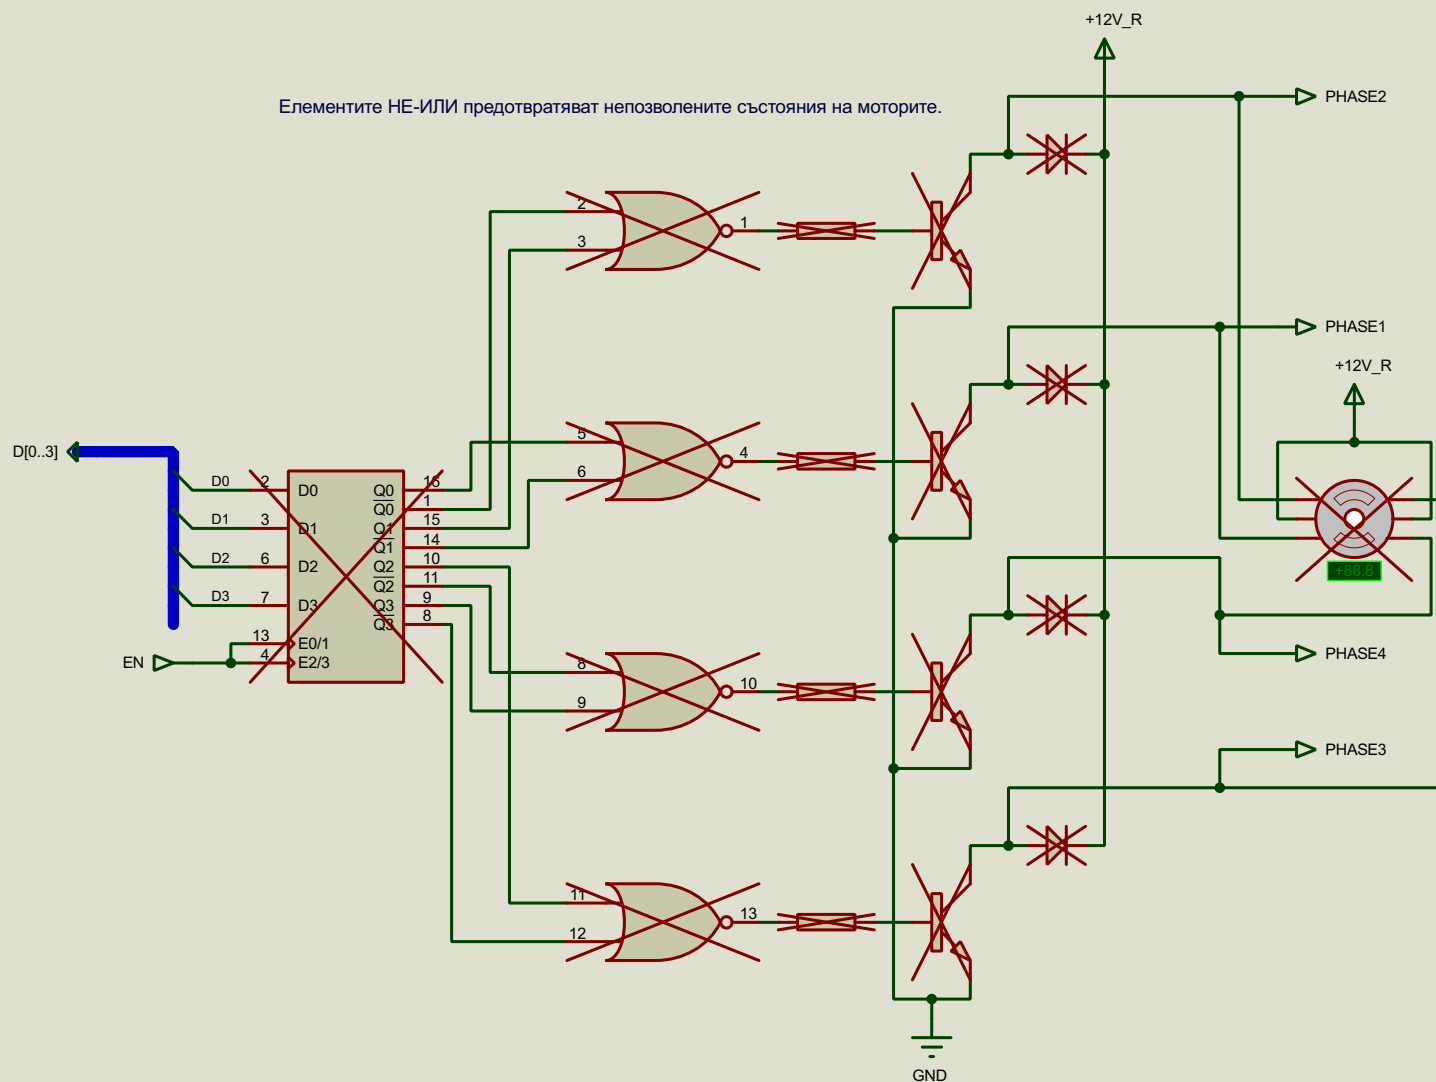 +12V_R
PHASE2
Елементите НЕ-ИЛИ предотвратяват непозволените състояния на моторите.
2
1
3
PHASE1
+12V_R
5
4
6
D[0..3]
D0 2 D0 Q0 16
Q0 1
D1 3 D1 Q1 15
Q1 14
D2 6 D2 Q2 10
Q2 11
D3 7 D3 Q3 9
Q3 8
13 E0/1
EN 4 E2/3
+88.8
8
10
9
PHASE4
PHASE3
11
13
12
GND